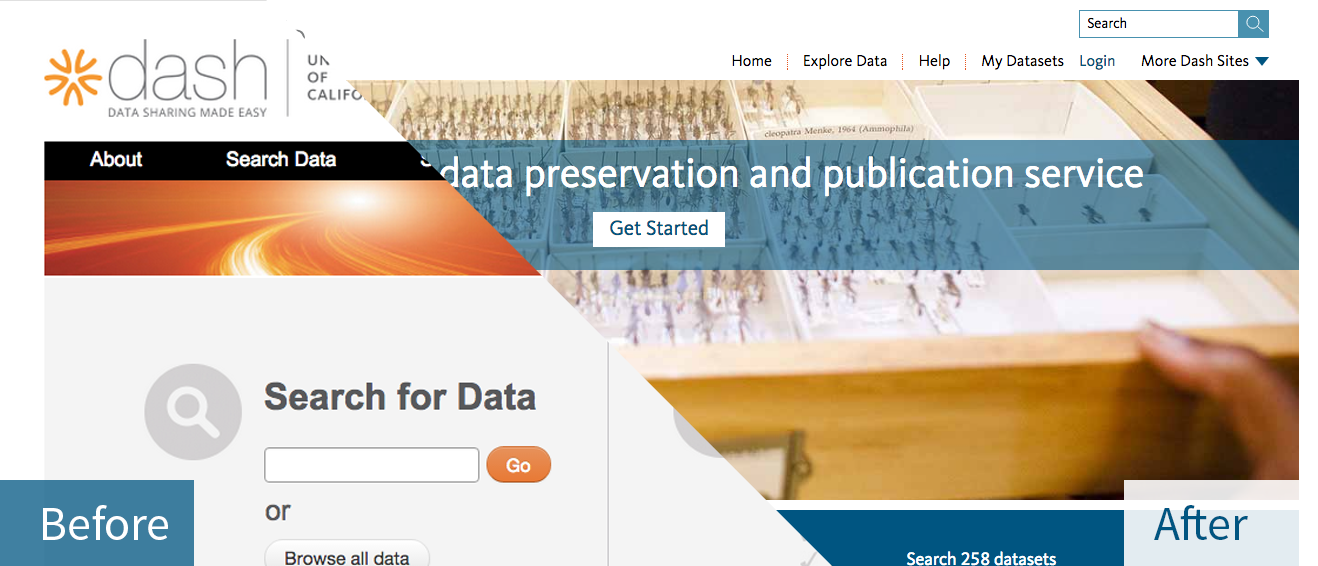 Search
dash
DATA SHARING MADE EASY
UN
OF
CALIFO
Home
Explore Data
Help
My Datasets
Login
More Dash Sites
cleopatra Menke, 1964 (Ammophila)
About
Search Data
data preservation and publication service
Get Started
Search for Data
Go
or
Browse all data
Before
After
Search 258 datasets